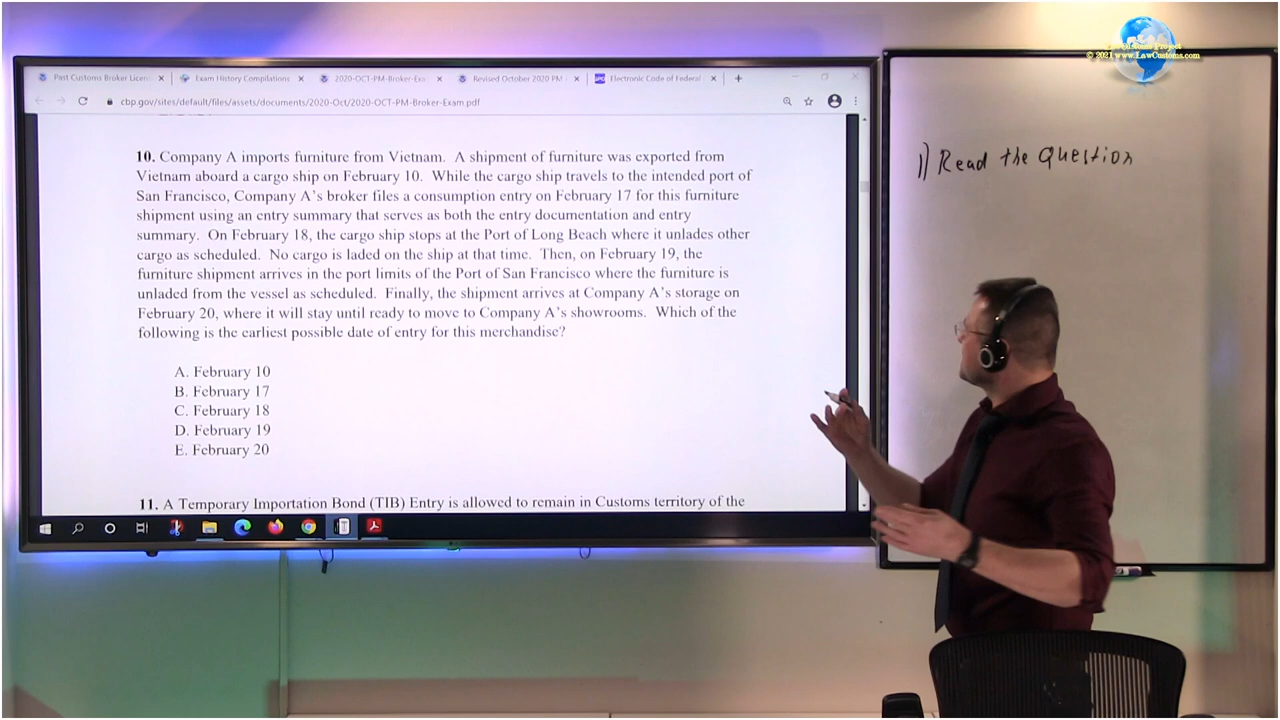 LawCustoms Project
© 2021 www.LawCustoms.com
Past Customs Broker Licen
Exam History Compilations
2020-OCT-PM-Broker-Exa
Revised October 2020 PM
Electronic Code of Federal
cbp.gov/sites/default/files/assets/documents/2020-Oct/2020-OCT-PM-Broker-Exam.pdf
10. Company A imports furniture from Vietnam. A shipment of furniture was exported from
Vietnam aboard a cargo ship on February 10. While the cargo ship travels to the intended port of
San Francisco, Company A's broker files a consumption entry on February 17 for this furniture
shipment using an entry summary that serves as both the entry documentation and entry
summary. On February 18, the cargo ship stops at the Port of Long Beach where it unlades other
cargo as scheduled. No cargo is laded on the ship at that time. Then, on February 19, the
furniture shipment arrives in the port limits of the Port of San Francisco where the furniture is
unladed from the vessel as scheduled. Finally, the shipment arrives at Company A's storage on
February 20, where it will stay until ready to move to Company A's showrooms. Which of the
following is the earliest possible date of entry for this merchandise?
A. February 10
B. February 17
C. February 18
D. February 19
E. February 20
11. A Temporary Importation Bond (TIB) Entry is allowed to remain in Customs territory of the
1) Read the Question